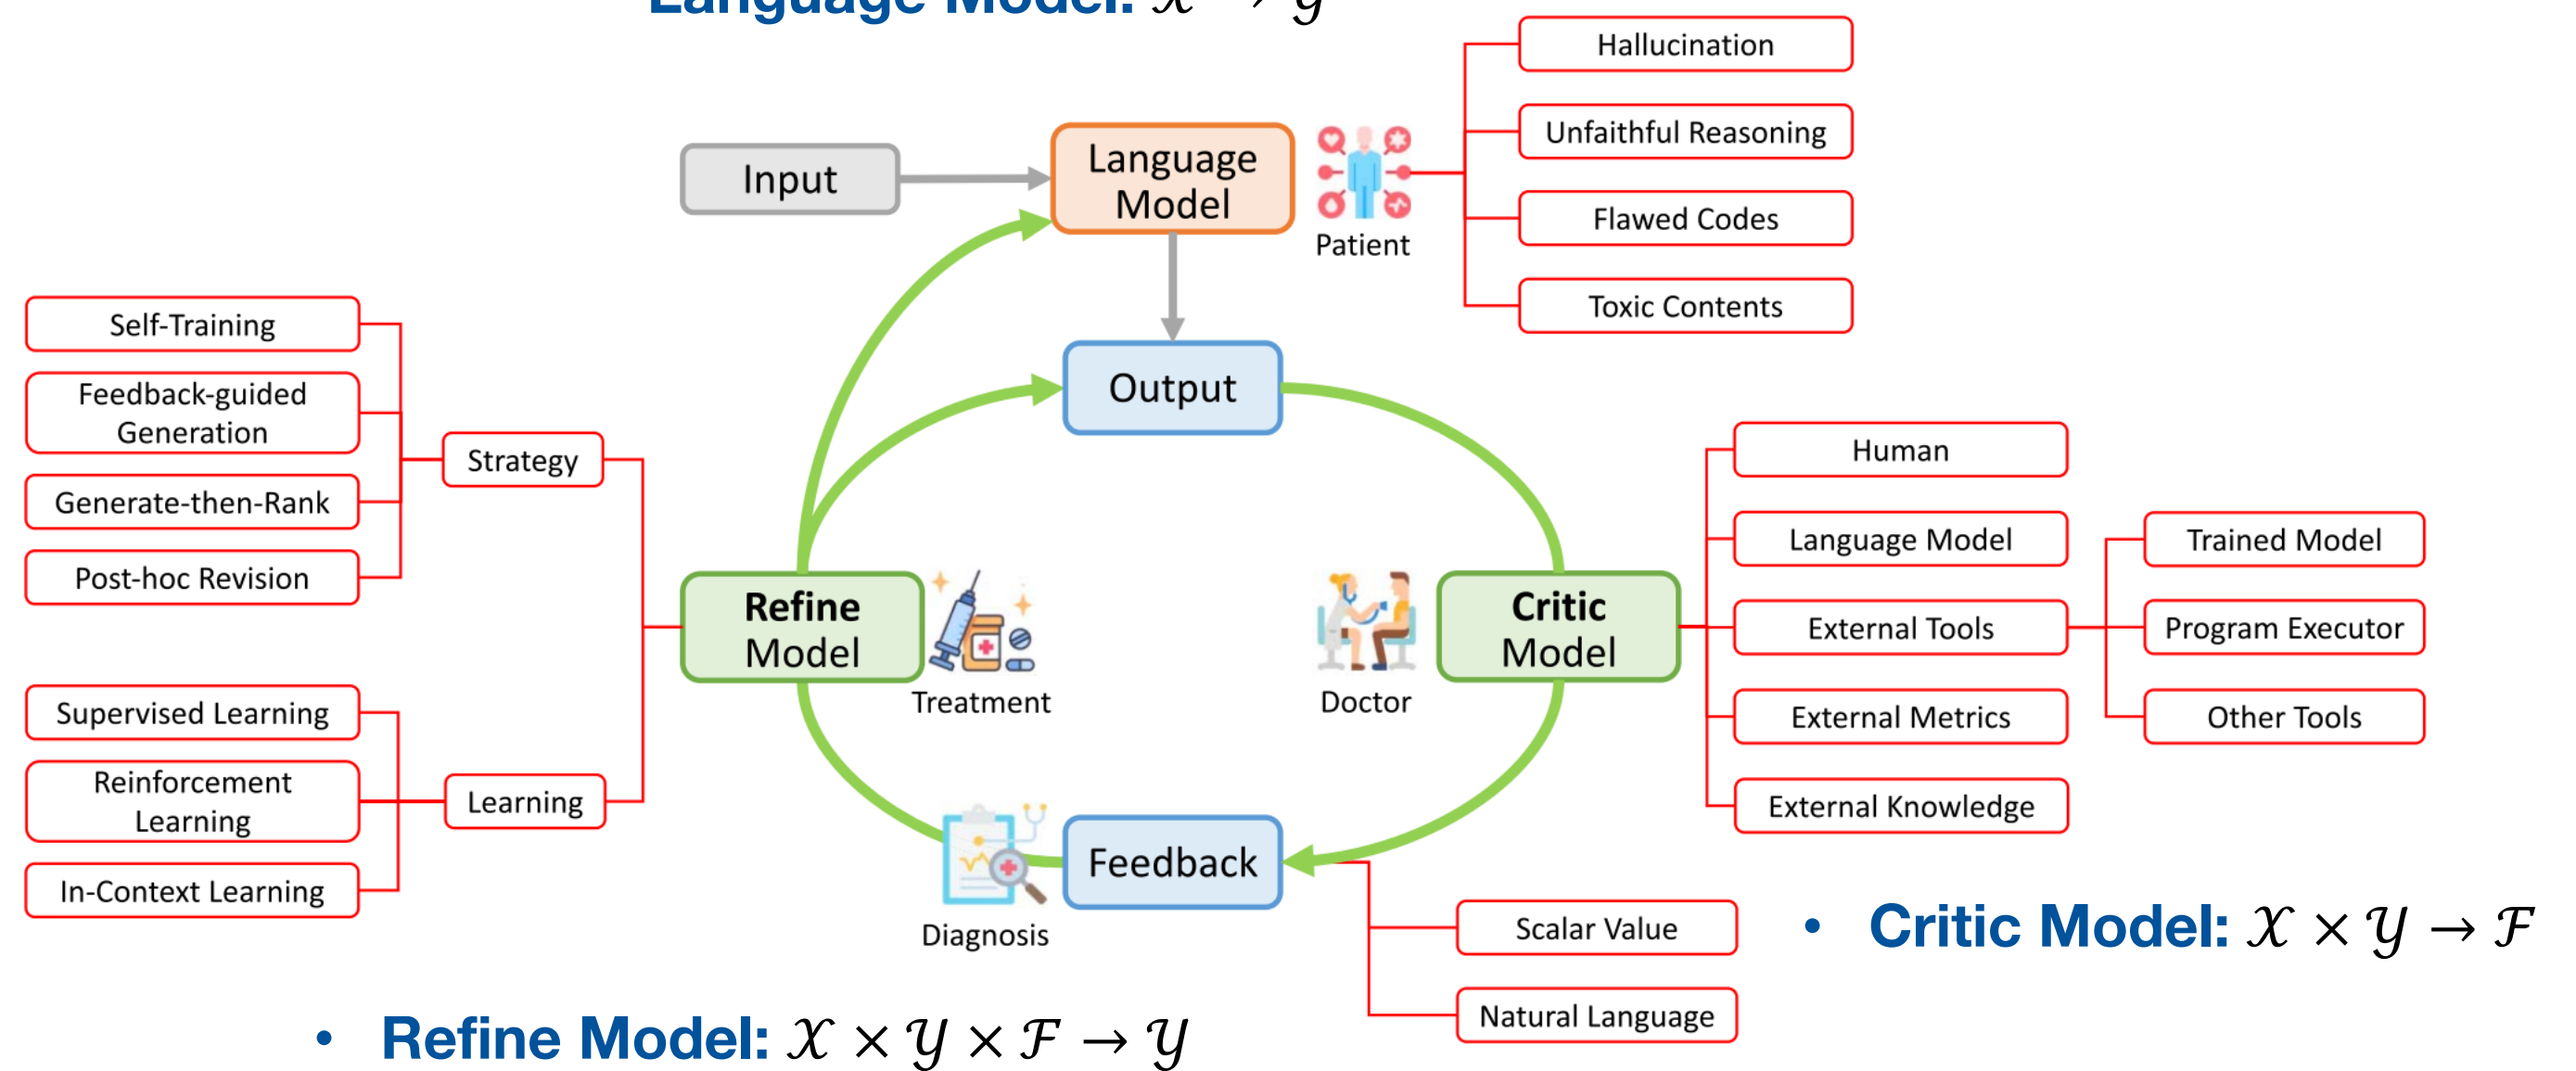 Language Model: 𝒳 → 𝒴
Hallucination
Unfaithful Reasoning
Flawed Codes
Toxic Contents
Input
Language
Model
Patient
Output
Self-Training
Feedback-guided
Generation
Generate-then-Rank
Post-hoc Revision
Strategy
Supervised Learning
Reinforcement
Learning
In-Context Learning
Learning
Refine
Model
Treatment
Doctor
Critic
Model
Human
Language Model
External Tools
External Metrics
External Knowledge
Trained Model
Program Executor
Other Tools
Diagnosis
Feedback
Scalar Value
Natural Language
• Critic Model: 𝒳 × 𝒴 → ℱ
• Refine Model: 𝒳 × 𝒴 × ℱ → 𝒴